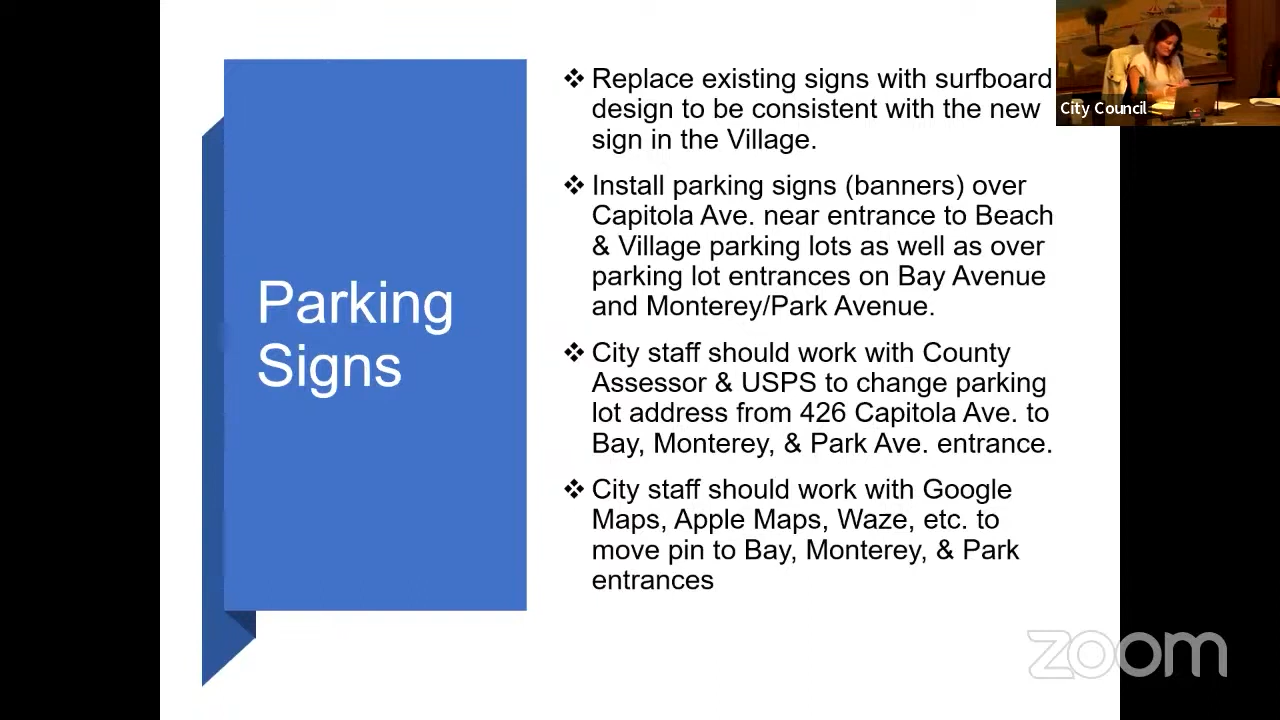 Parking
Signs
❖ Replace existing signs with surfboard
design to be consistent with the new
sign in the Village.
❖ Install parking signs (banners) over
Capitola Ave. near entrance to Beach
& Village parking lots as well as over
parking lot entrances on Bay Avenue
and Monterey/Park Avenue.
❖ City staff should work with County
Assessor & USPS to change parking
lot address from 426 Capitola Ave. to
Bay, Monterey, & Park Ave. entrance.
❖ City staff should work with Google
Maps, Apple Maps, Waze, etc. to
move pin to Bay, Monterey, & Park
entrances
City Council
zoom